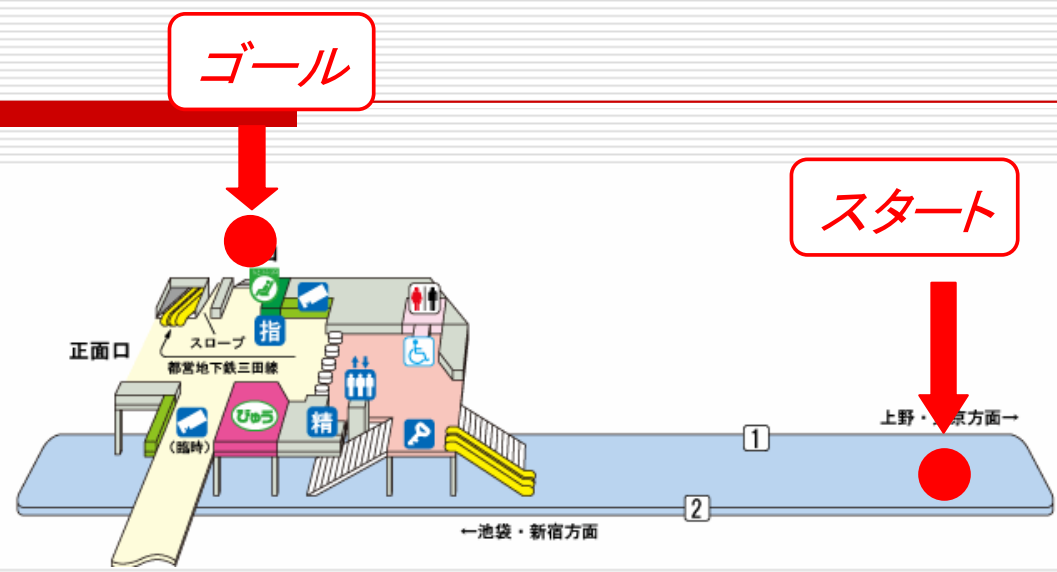 ゴール
スタート
指
スロープ
正面口
都営地下鉄三田線
びゅう
精
(臨時)
上野・ 京方面→
1
2
←池袋・新宿方面